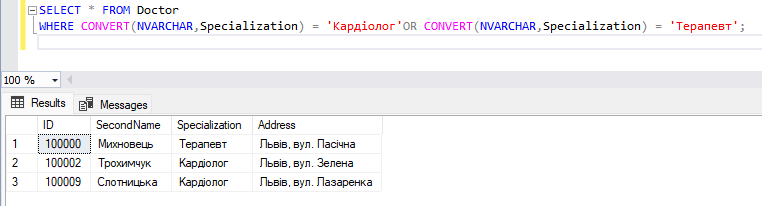 SELECT * FROM Doctor
WHERE CONVERT(NVARCHAR,Specialization) = 'Кардіолог'OR CONVERT(NVARCHAR,Specialization) = 'Терапевт';
100 %
Results Messages
ID SecondName Specialization Address
1 100000 Михновець Терапевт Львів, вул. Пасічна
2 100002 Трохимчук Кардіолог Львів, вул. Зелена
3 100009 Слотницька Кардіолог Львів, вул. Лазаренка